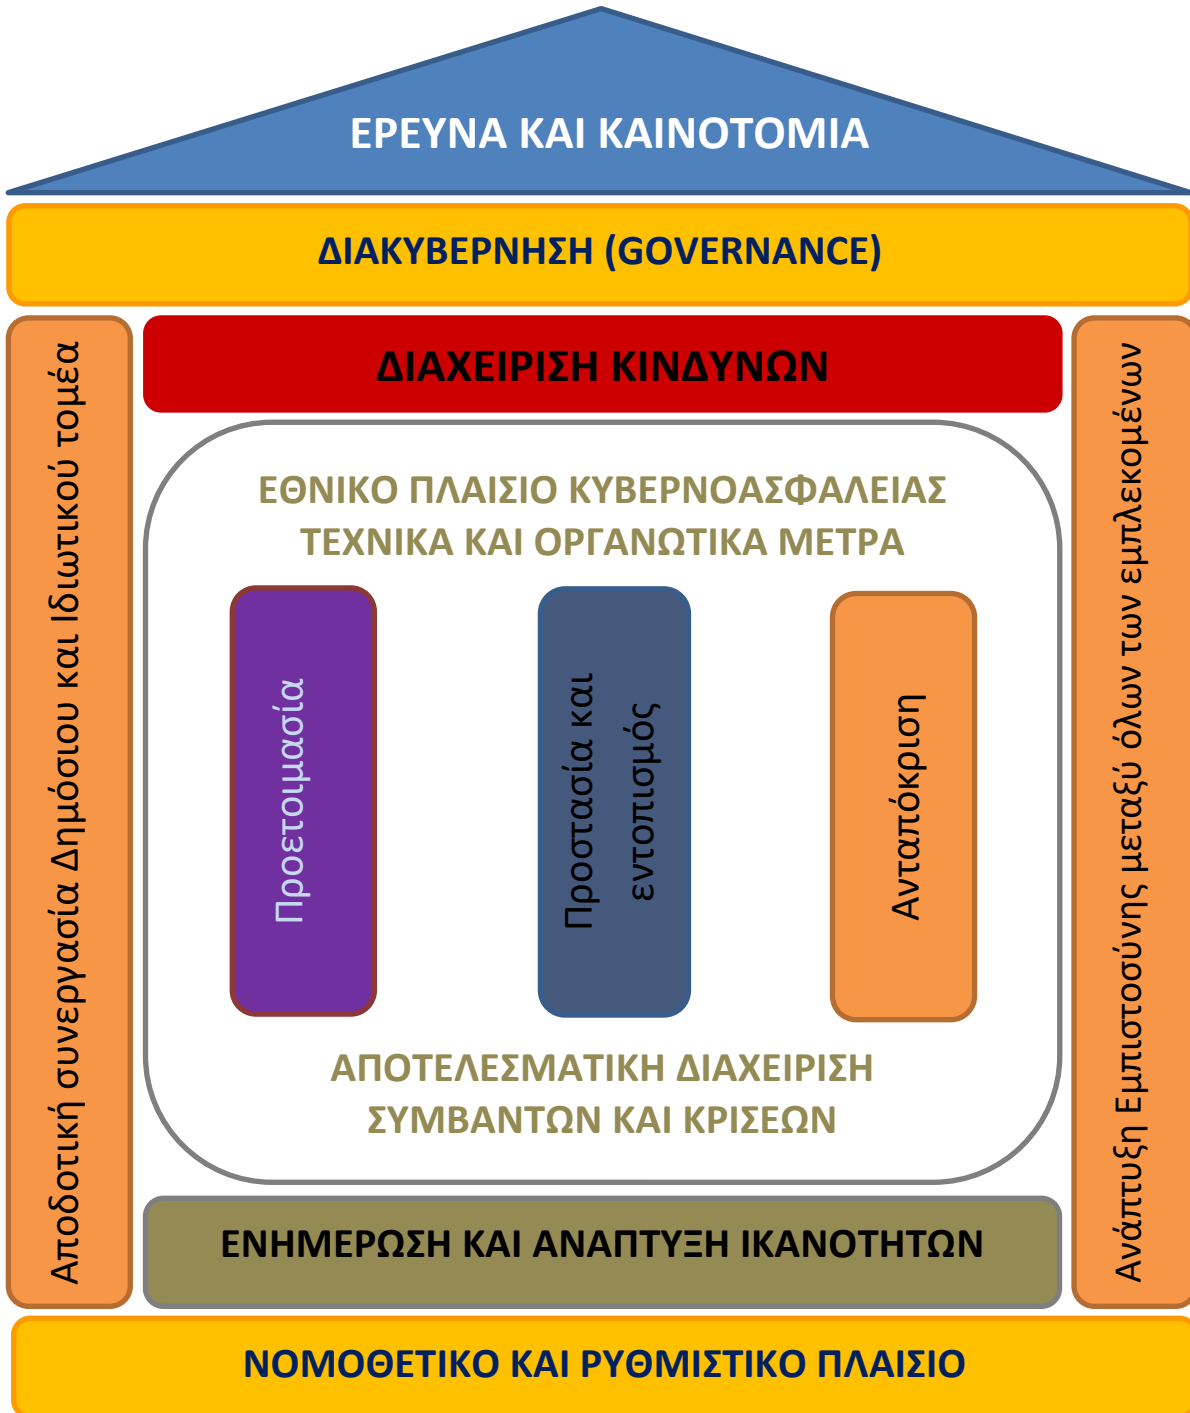 ΕΡΕΥΝΑ ΚΑΙ ΚΑΙΝΟΤΟΜΙΑ
ΔΙΑΚΥΒΕΡΝΗΣΗ (GOVERNANCE)
Αποδοτική συνεργασία Δημόσιου και Ιδιωτικού τομέα
ΔΙΑΧΕΙΡΙΣΗ ΚΙΝΔΥΝΩΝ
ΕΘΝΙΚΟ ΠΛΑΙΣΙΟ ΚΥΒΕΡΝΟΑΣΦΑΛΕΙΑΣ
ΤΕΧΝΙΚΑ ΚΑΙ ΟΡΓΑΝΩΤΙΚΑ ΜΕΤΡΑ
Προετοιμασία
Προστασία και
εντοπισμός
Ανταπόκριση
ΑΠΟΤΕΛΕΣΜΑΤΙΚΗ ΔΙΑΧΕΙΡΙΣΗ
ΣΥΜΒΑΝΤΩΝ ΚΑΙ ΚΡΙΣΕΩΝ
ΕΝΗΜΕΡΩΣΗ ΚΑΙ ΑΝΑΠΤΥΞΗ ΙΚΑΝΟΤΗΤΩΝ
Ανάπτυξη Εμπιστοσύνης μεταξύ όλων των εμπλεκομένων
ΝΟΜΟΘΕΤΙΚΟ ΚΑΙ ΡΥΘΜΙΣΤΙΚΟ ΠΛΑΙΣΙΟ